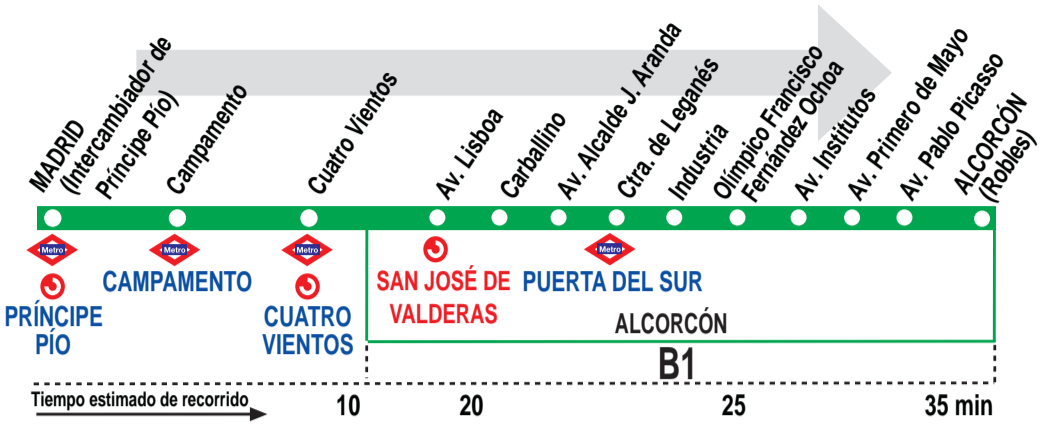 MADRID
(Intercambiador de
Príncipe Pío)
Campamento
Cuatro Vientos
Av. Lisboa
Carballino
Av. Alcalde J. Aranda
Ctra. de Leganés
Industria
Olímpico Francisco
Fernández Ochoa
Av. Institutos
Av. Primero de Mayo
Av. Pablo Picasso
ALCORCÓN
(Robles)
Metro
Metro
Metro
Metro
PRÍNCIPE
PÍO
CAMPAMENTO
CUATRO
VIENTOS
SAN JOSÉ DE
VALDERAS
PUERTA DEL SUR
ALCORCÓN
B1
Tiempo estimado de recorrido
10
20
25
35 min